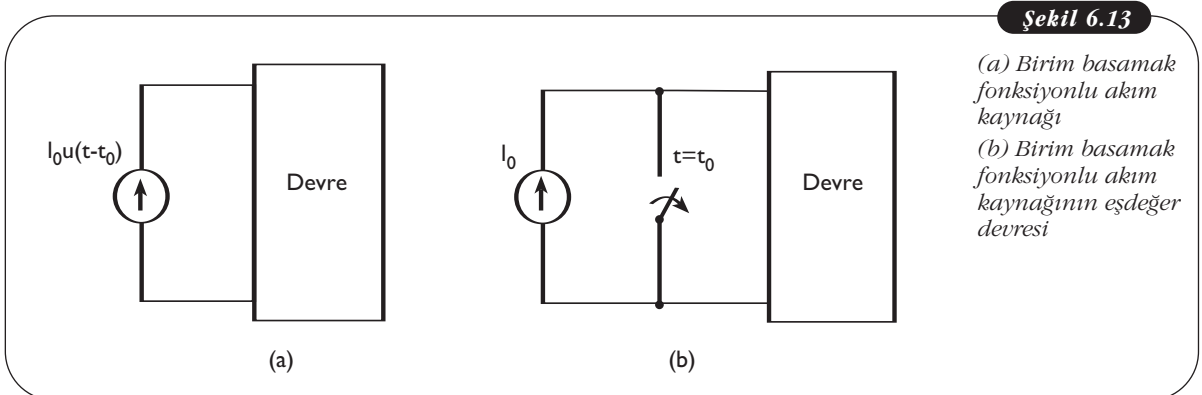 Şekil 6.13
(a) Birim basamak
fonksiyonlu akım
kaynağı
(b) Birim basamak
fonksiyonlu akım
kaynağının eşdeğer
devresi
I₀u(t-t₀)
Devre
(a)
I₀
t=t₀
Devre
(b)